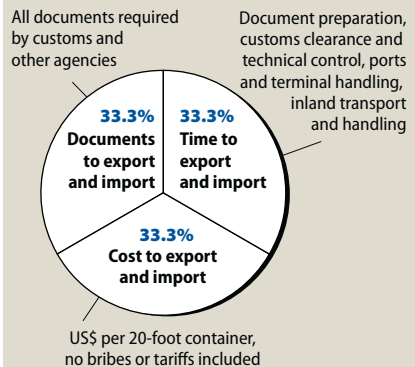 All documents required
by customs and
other agencies
Document preparation,
customs clearance and
technical control, ports
and terminal handling,
inland transport
and handling
33.3%
Documents
to export
and import
33.3%
Time to
export
and import
33.3%
Cost to export
and import
US$ per 20-foot container,
no bribes or tariffs included